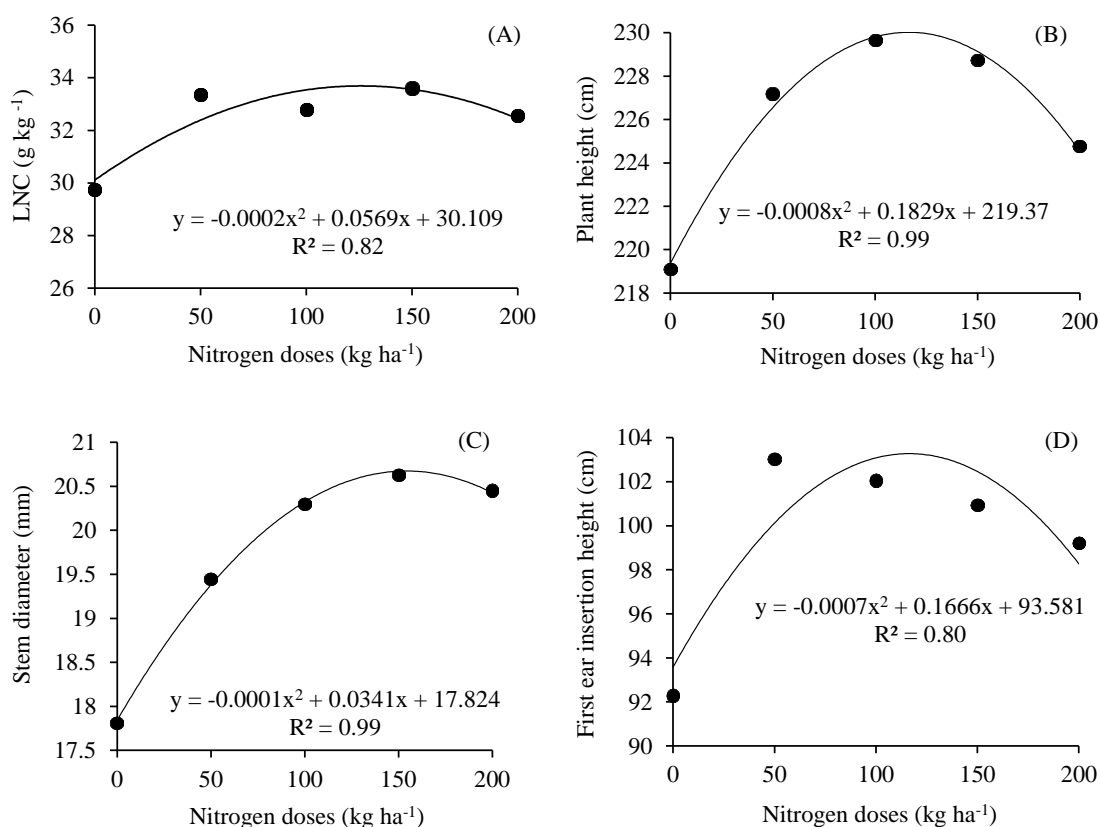 (A)
LNC (g kg⁻¹)
36
34
32
30
28
26
y = -0.0002x² + 0.0569x + 30.109
R² = 0.82
0 50 100 150 200
Nitrogen doses (kg ha⁻¹)
(B)
Plant height (cm)
230
228
226
224
222
220
218
y = -0.0008x² + 0.1829x + 219.37
R² = 0.99
0 50 100 150 200
Nitrogen doses (kg ha⁻¹)
(C)
Stem diameter (mm)
21
20.5
20
19.5
19
18.5
18
17.5
y = -0.0001x² + 0.0341x + 17.824
R² = 0.99
0 50 100 150 200
Nitrogen doses (kg ha⁻¹)
(D)
First ear insertion height (cm)
104
102
100
98
96
94
92
90
y = -0.0007x² + 0.1666x + 93.581
R² = 0.80
0 50 100 150 200
Nitrogen doses (kg ha⁻¹)